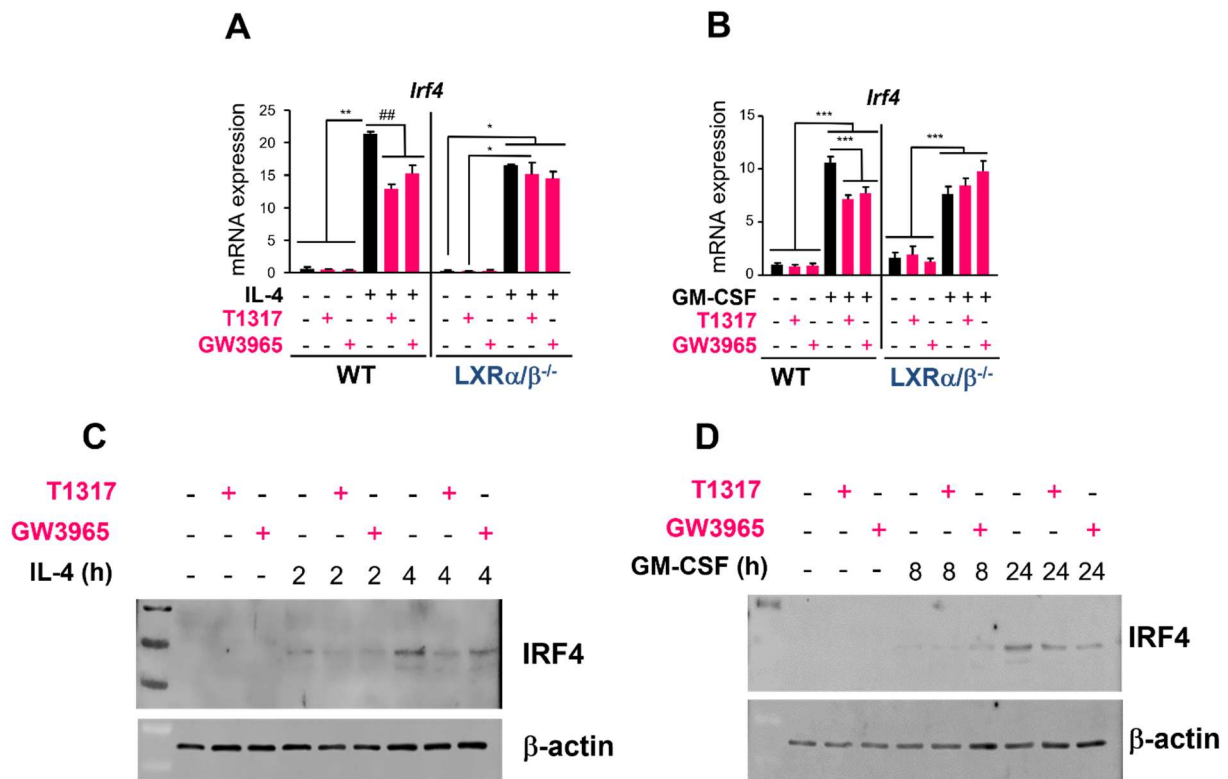 A
Irf4
mRNA expression
25
20
15
10
5
0
** ## * *
IL-4 - - - + + + - - - + + +
T1317 - + - - + - - + - - + -
GW3965 - - + - - + - - + - - +
WT LXRα/β-/-
B
Irf4
mRNA expression
15
10
5
0
*** *** ***
GM-CSF - - - + + + - - - + + +
T1317 - + - - + - - + - - + -
GW3965 - - + - - + - - + - - +
WT LXRα/β-/-
C
T1317 - + - - + - - + -
GW3965 - - + - - + - - +
IL-4 (h) - - - 2 2 2 4 4 4
IRF4
β-actin
D
T1317 - + - - + - - + -
GW3965 - - + - - + - - +
GM-CSF (h) - - - 8 8 8 24 24 24
IRF4
β-actin